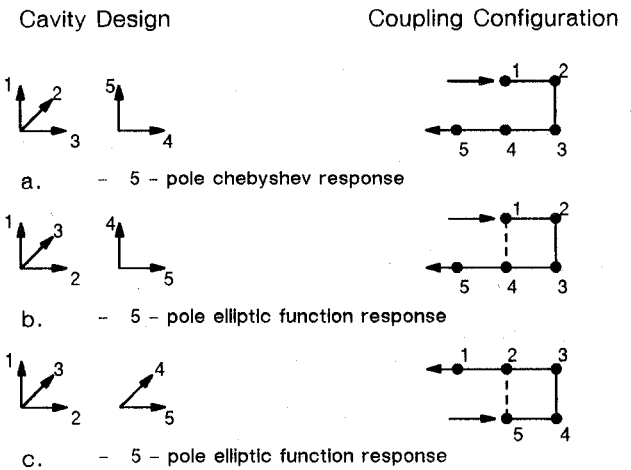 Cavity Design Coupling Configuration
1 2 3 5 4 1 2 5 4 3
a. - 5 - pole chebyshev response
1 3 2 4 5 1 2 5 4 3
b. - 5 - pole elliptic function response
1 3 2 4 5 1 2 3 5 4
c. - 5 - pole elliptic function response